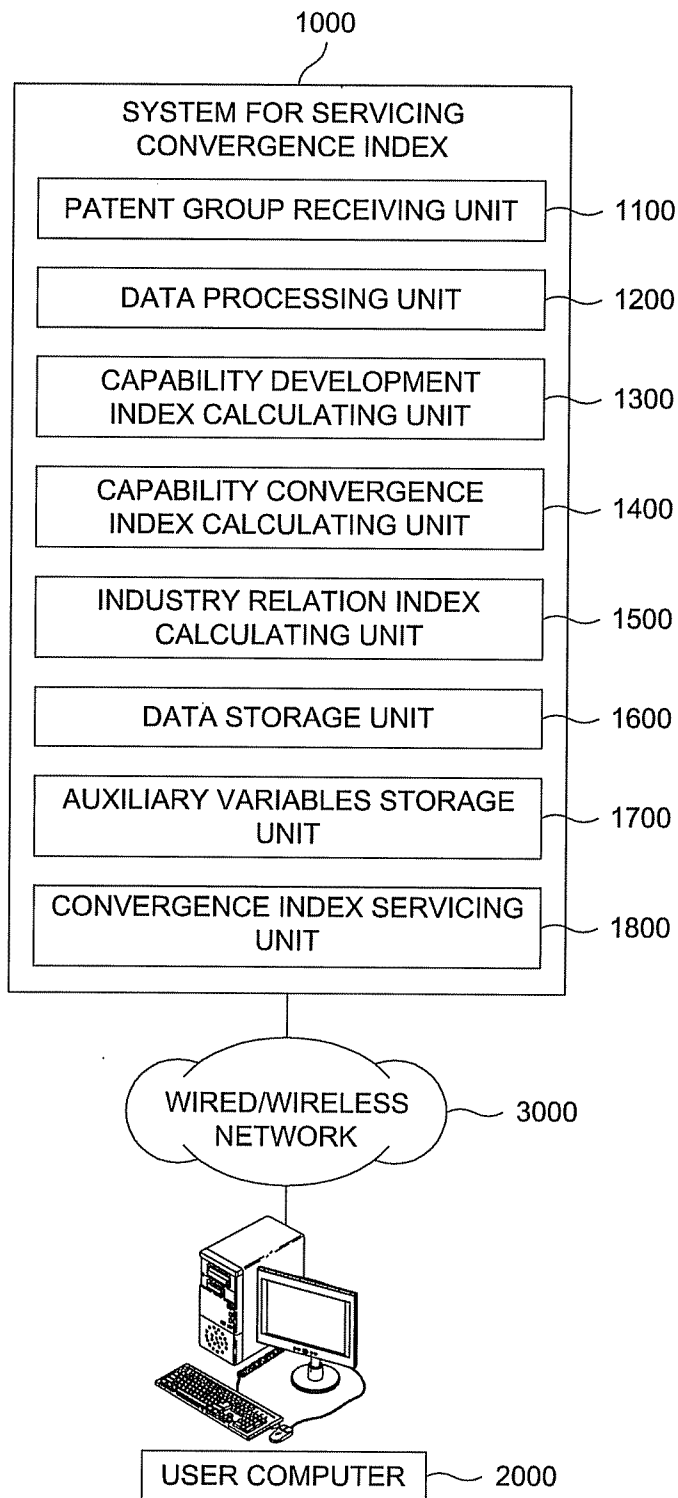 1000
SYSTEM FOR SERVICING
CONVERGENCE INDEX
PATENT GROUP RECEIVING UNIT
1100
DATA PROCESSING UNIT
1200
CAPABILITY DEVELOPMENT
INDEX CALCULATING UNIT
1300
CAPABILITY CONVERGENCE
INDEX CALCULATING UNIT
1400
INDUSTRY RELATION INDEX
CALCULATING UNIT
1500
DATA STORAGE UNIT
1600
AUXILIARY VARIABLES STORAGE
UNIT
1700
CONVERGENCE INDEX SERVICING
UNIT
1800
WIRED/WIRELESS
NETWORK
3000
USER COMPUTER
2000